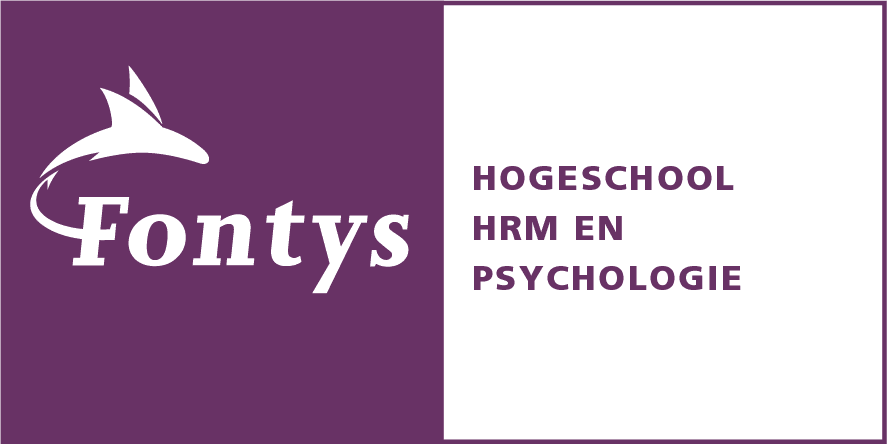 Fontys
HOGESCHOOL
HRM EN
PSYCHOLOGIE